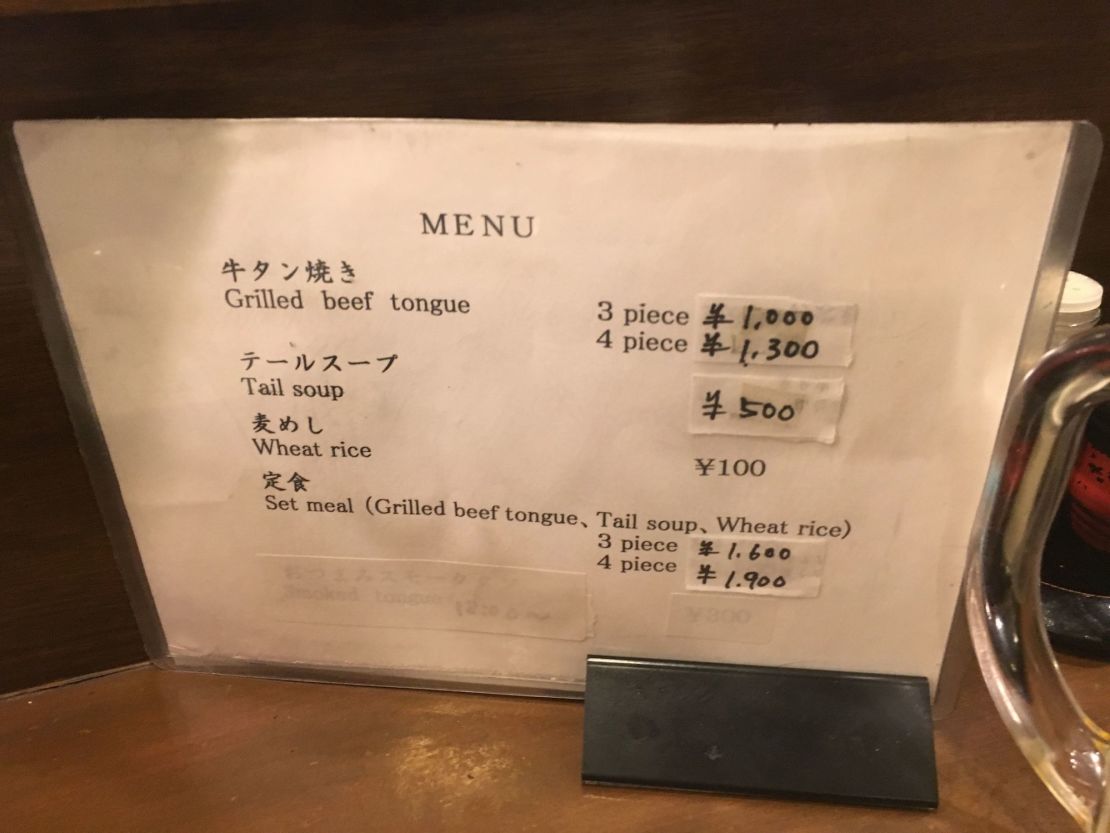 MENU
牛タン焼き
Grilled beef tongue
3 piece ¥1,000
4 piece ¥1,300
テールスープ
Tail soup
¥500
麦めし
Wheat rice
¥100
定食
Set meal (Grilled beef tongue、Tail soup、Wheat rice)
3 piece ¥1.600
4 piece ¥1.900
Smoked tongue